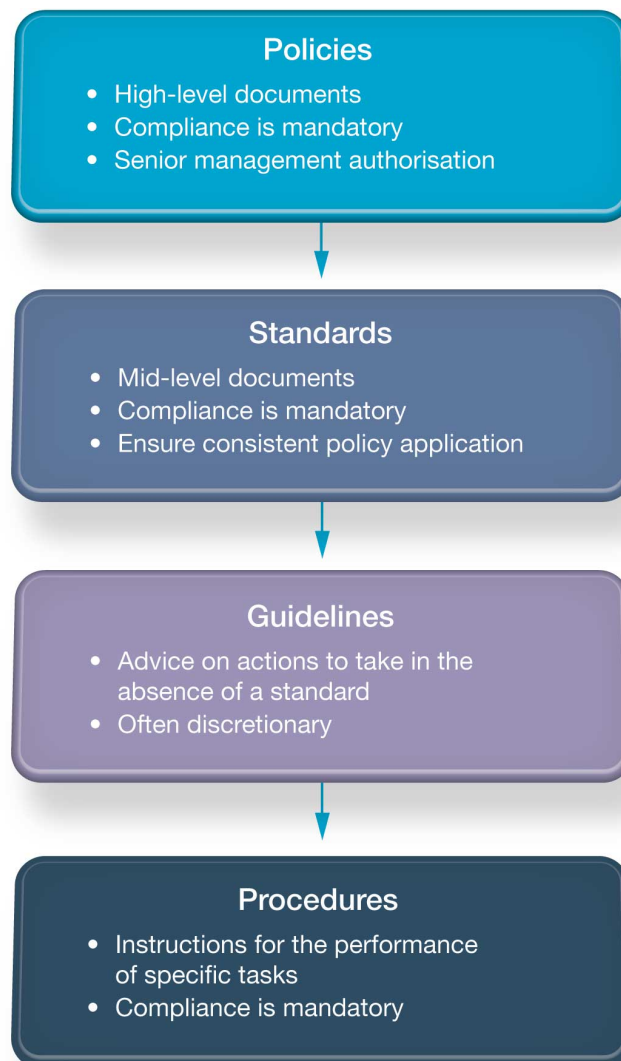 Policies
• High-level documents
• Compliance is mandatory
• Senior management authorisation
Standards
• Mid-level documents
• Compliance is mandatory
• Ensure consistent policy application
Guidelines
• Advice on actions to take in the
absence of a standard
• Often discretionary
Procedures
• Instructions for the performance
of specific tasks
• Compliance is mandatory